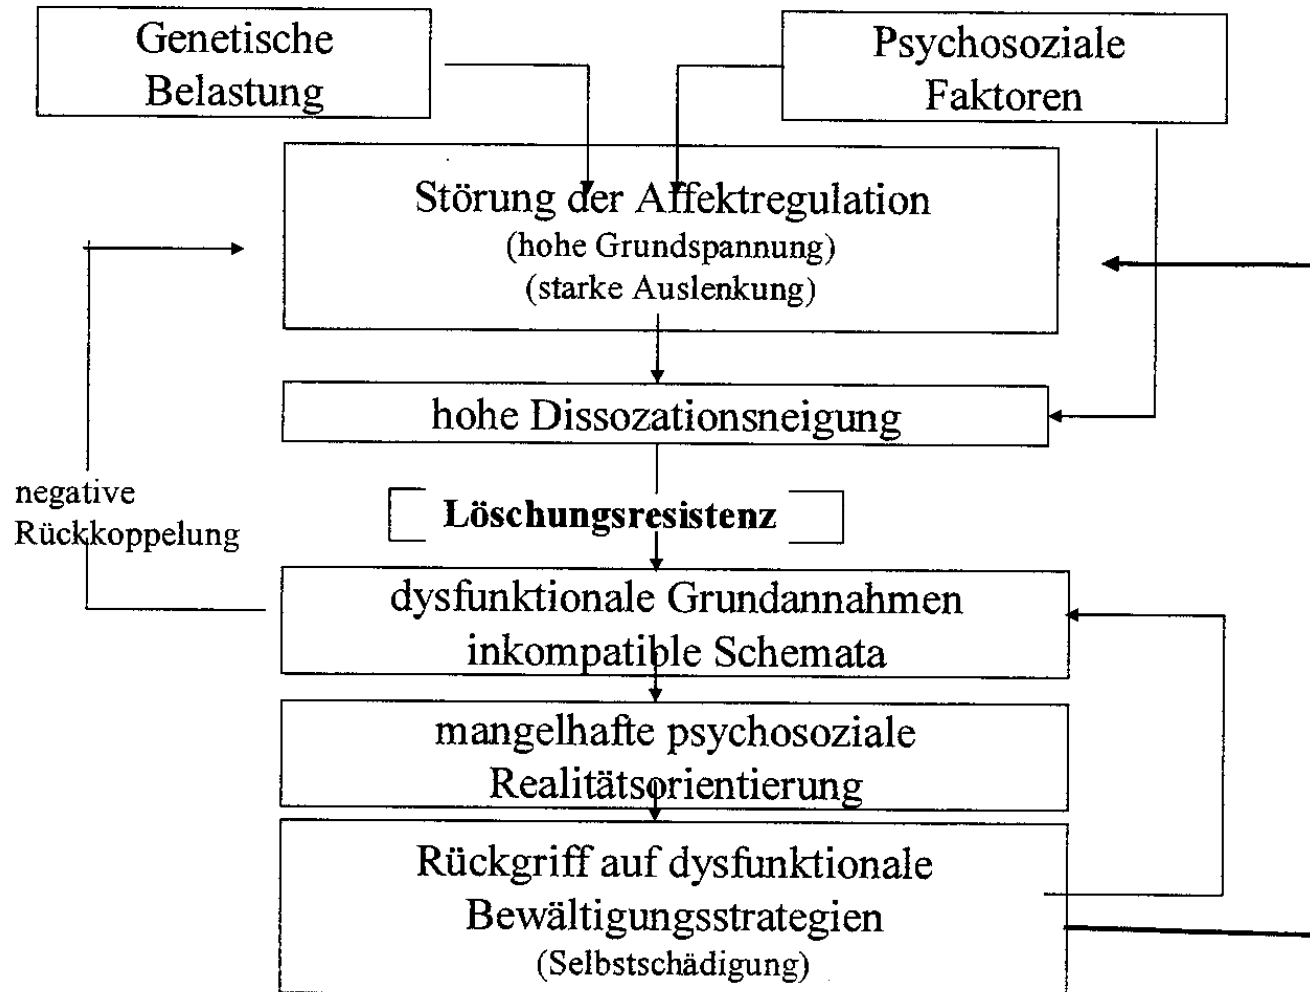 Genetische
Belastung
Psychosoziale
Faktoren
Störung der Affektregulation
(hohe Grundspannung)
(starke Auslenkung)
hohe Dissozationsneigung
negative
Rückkoppelung
Löschungsresistenz
dysfunktionale Grundannahmen
inkompatible Schemata
mangelhafte psychosoziale
Realitätsorientierung
Rückgriff auf dysfunktionale
Bewältigungsstrategien
(Selbstschädigung)